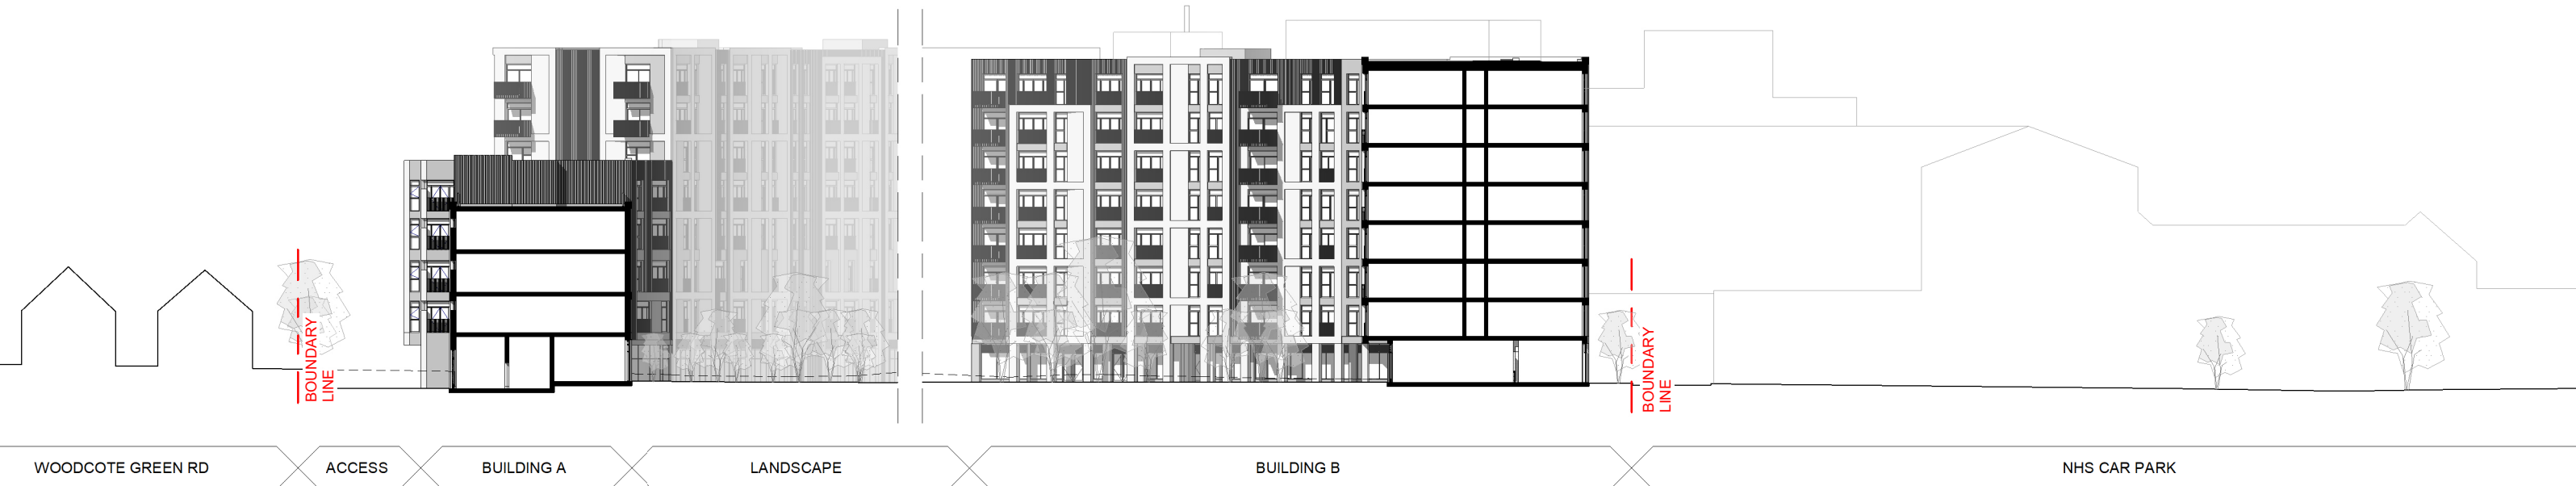 BOUNDARY
LINE
BOUNDARY
LINE
WOODCOTE GREEN RD
ACCESS
BUILDING A
LANDSCAPE
BUILDING B
NHS CAR PARK